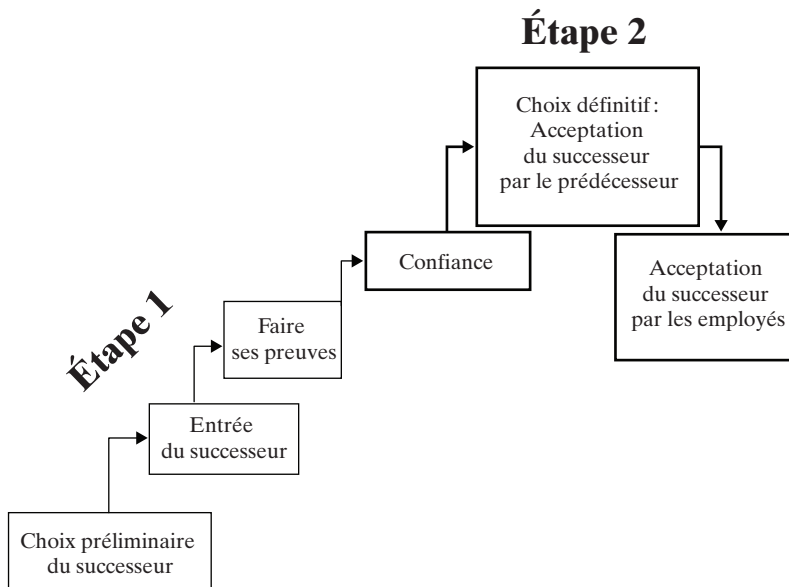 Étape 2
Choix définitif :
Acceptation
du successeur
par le prédécesseur
Confiance
Acceptation
du successeur
par les employés
Étape 1
Faire
ses preuves
Entrée
du successeur
Choix préliminaire
du successeur